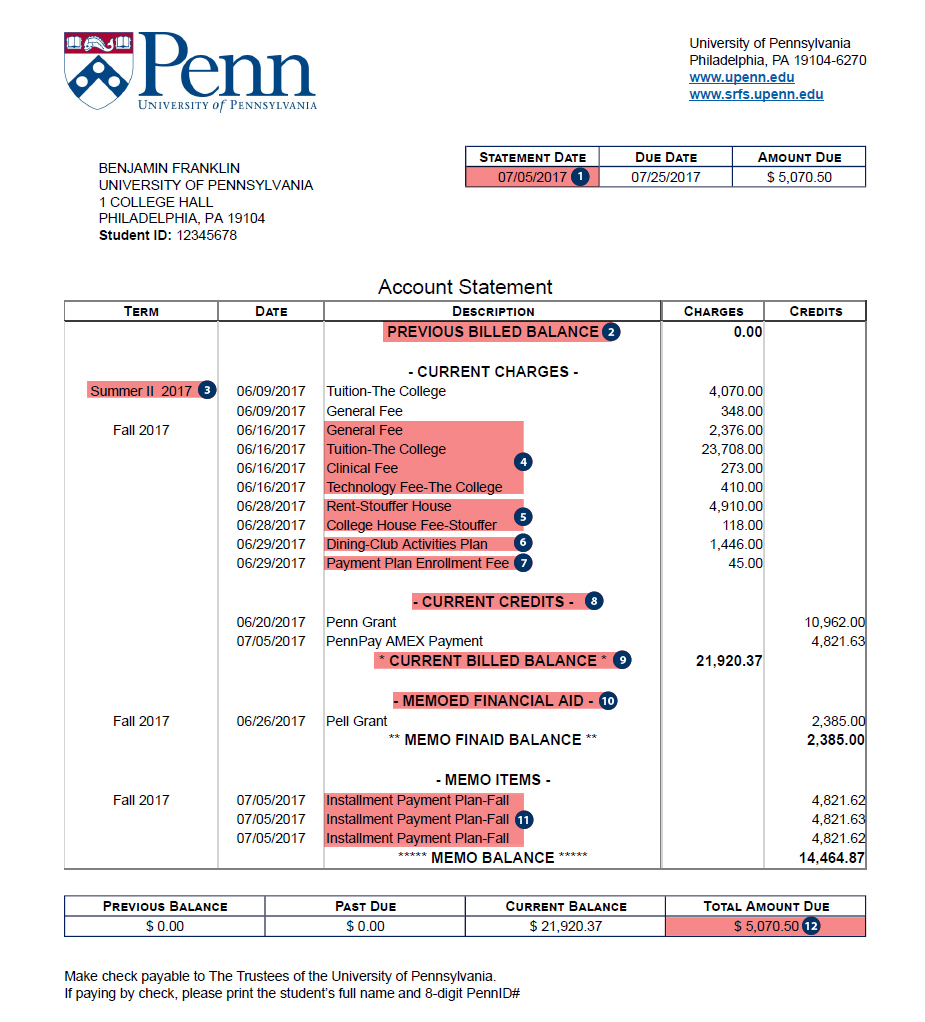 Penn
UNIVERSITY of PENNSYLVANIA
University of Pennsylvania
Philadelphia, PA 19104-6270
www.upenn.edu
www.srfs.upenn.edu
BENJAMIN FRANKLIN
UNIVERSITY OF PENNSYLVANIA
1 COLLEGE HALL
PHILADELPHIA, PA 19104
Student ID: 12345678
STATEMENT DATE DUE DATE AMOUNT DUE
07/05/2017 1 07/25/2017 $ 5,070.50
Account Statement
TERM DATE DESCRIPTION CHARGES CREDITS
PREVIOUS BILLED BALANCE 2 0.00
- CURRENT CHARGES -
Summer II 2017 3 06/09/2017 Tuition-The College 4,070.00
06/09/2017 General Fee 348.00
Fall 2017 06/16/2017 General Fee 2,376.00
06/16/2017 Tuition-The College 23,708.00
4
06/16/2017 Clinical Fee 273.00
06/16/2017 Technology Fee-The College 410.00
06/28/2017 Rent-Stouffer House 4,910.00
5
06/28/2017 College House Fee-Stouffer 118.00
06/29/2017 Dining-Club Activities Plan 6 1,446.00
06/29/2017 Payment Plan Enrollment Fee 7 45.00
- CURRENT CREDITS - 8
06/20/2017 Penn Grant 10,962.00
07/05/2017 PennPay AMEX Payment 4,821.63
* CURRENT BILLED BALANCE * 9 21,920.37
- MEMOED FINANCIAL AID - 10
Fall 2017 06/26/2017 Pell Grant 2,385.00
** MEMO FINAID BALANCE ** 2,385.00
- MEMO ITEMS -
Fall 2017 07/05/2017 Installment Payment Plan-Fall 4,821.62
07/05/2017 Installment Payment Plan-Fall 11 4,821.63
07/05/2017 Installment Payment Plan-Fall 4,821.62
***** MEMO BALANCE ***** 14,464.87
PREVIOUS BALANCE PAST DUE CURRENT BALANCE TOTAL AMOUNT DUE
$ 0.00 $ 0.00 $ 21,920.37 $ 5,070.50 12
Make check payable to The Trustees of the University of Pennsylvania.
If paying by check, please print the student's full name and 8-digit PennID#